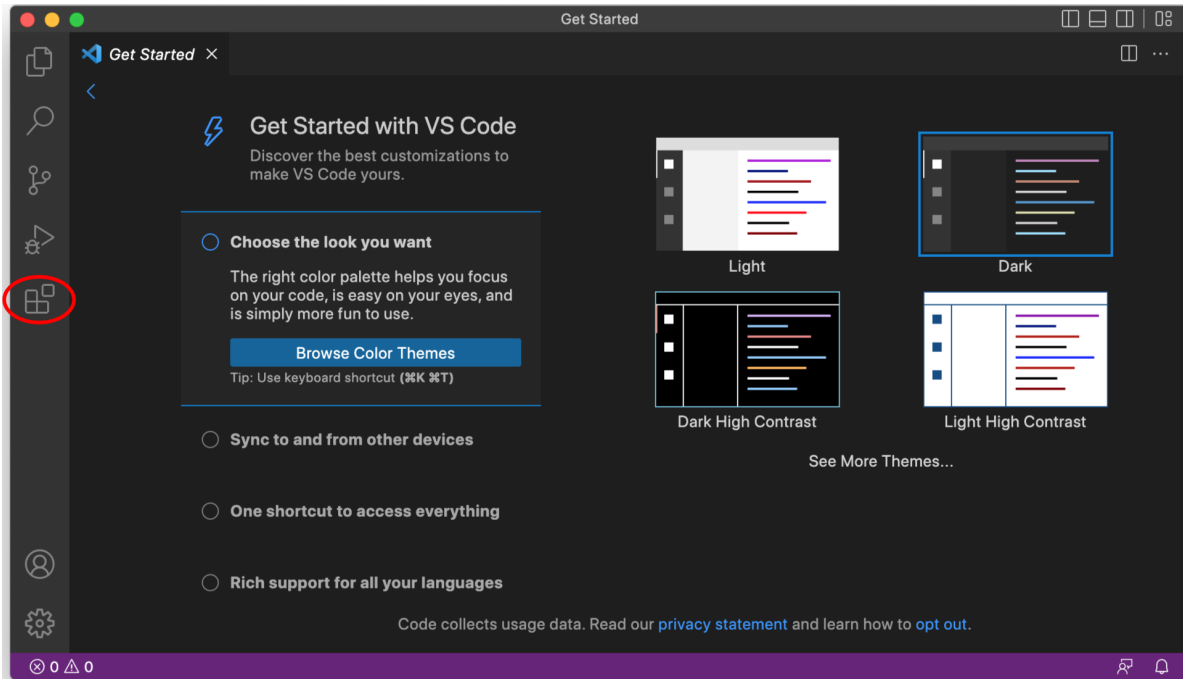 Get Started
Get Started
Get Started with VS Code
Discover the best customizations to
make VS Code yours.
Choose the look you want
The right color palette helps you focus
on your code, is easy on your eyes, and
is simply more fun to use.
Browse Color Themes
Tip: Use keyboard shortcut (⌘K ⌘T)
Sync to and from other devices
One shortcut to access everything
Rich support for all your languages
Light
Dark
Dark High Contrast
Light High Contrast
See More Themes...
Code collects usage data. Read our privacy statement and learn how to opt out.
0 0